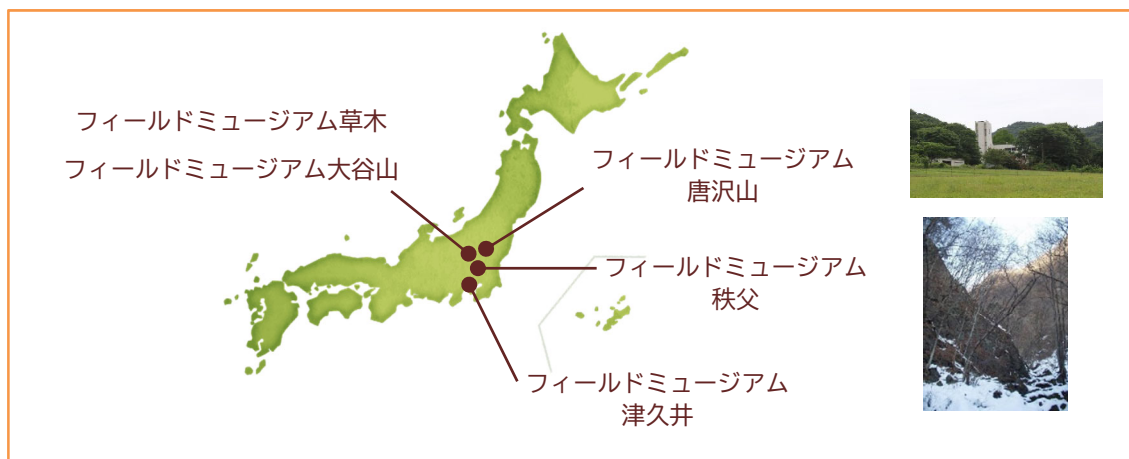 フィールドミュージアム草木
フィールドミュージアム大谷山
フィールドミュージアム
唐沢山
フィールドミュージアム
秩父
フィールドミュージアム
津久井